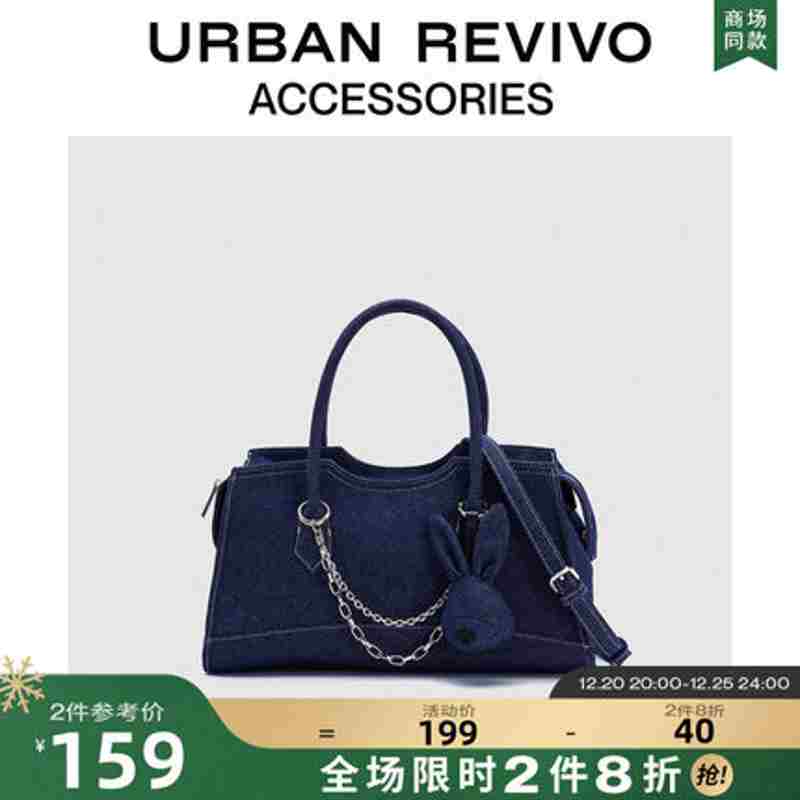 URBAN REVIVO
ACCESSORIES
商场
同款
12.20 20:00-12.25 24:00
2件参考价
¥159
=
活动价
199
-
2件8折
40
全场限时2件8折 抢!